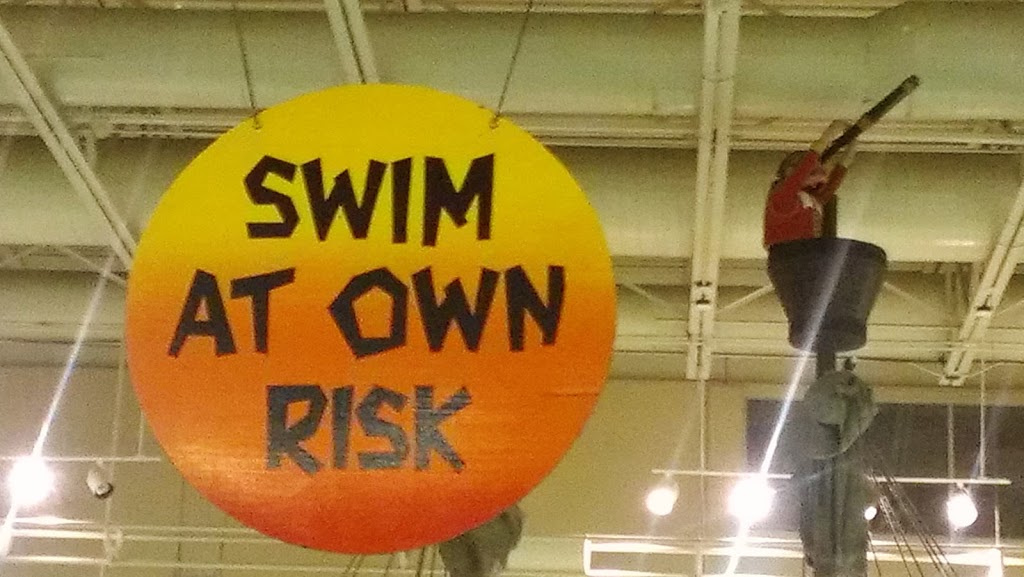 SWIM
AT OWN
RISK